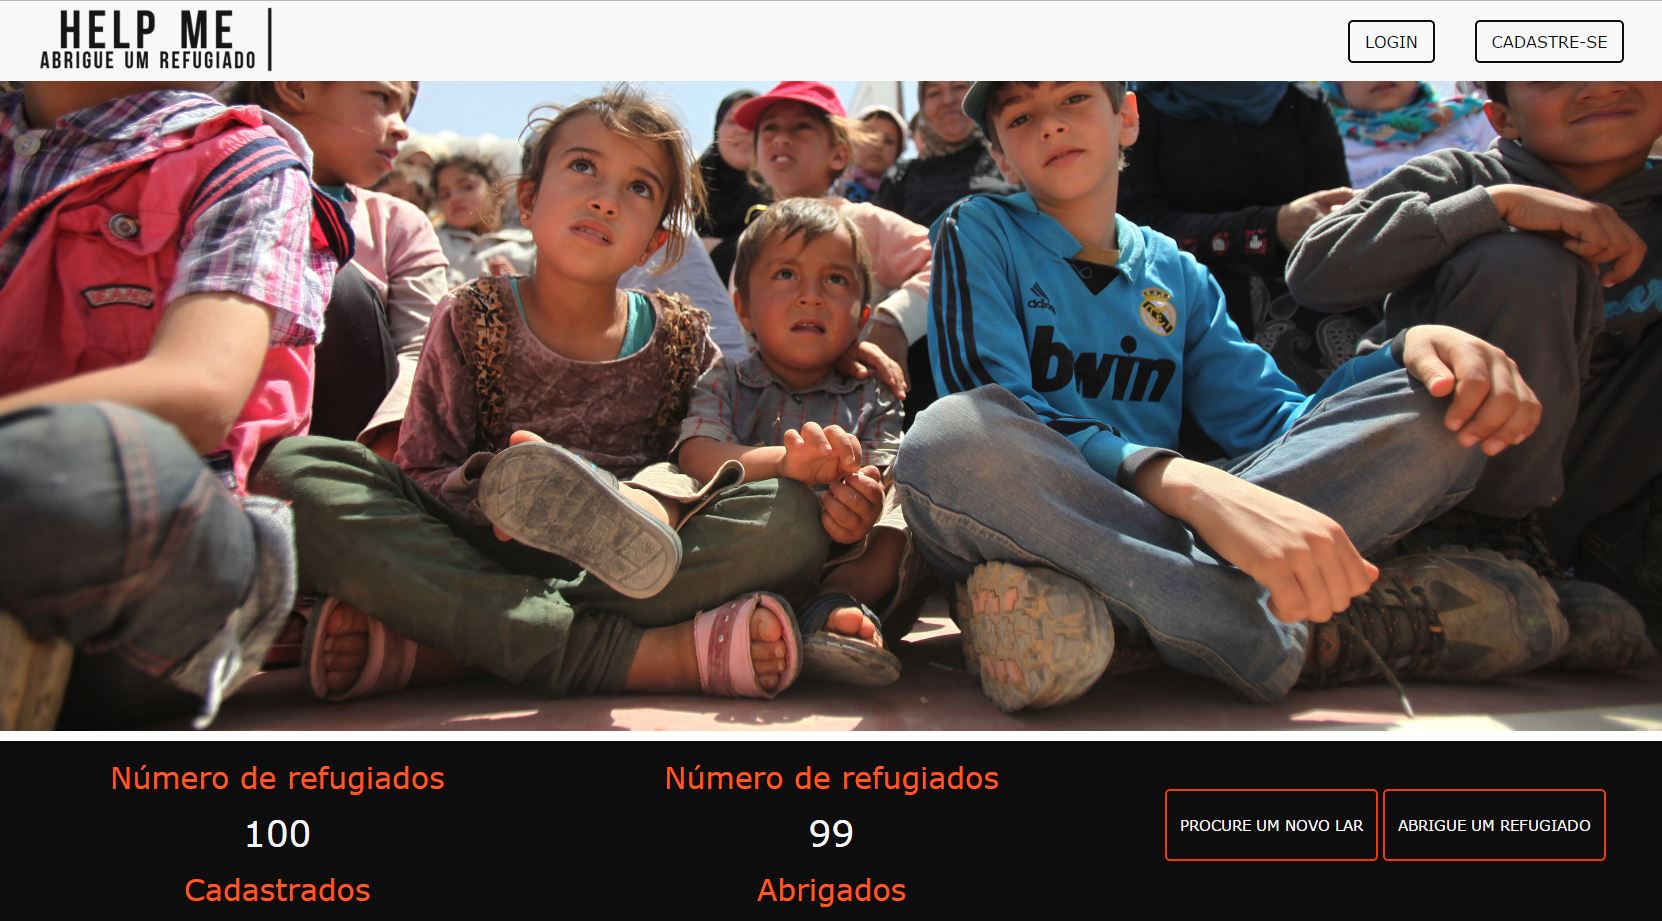 HELP ME
ABRIGUE UM REFUGIADO
LOGIN
CADASTRE-SE
adidas
bwin
Número de refugiados
100
Cadastrados
Número de refugiados
99
Abrigados
PROCURE UM NOVO LAR
ABRIGUE UM REFUGIADO